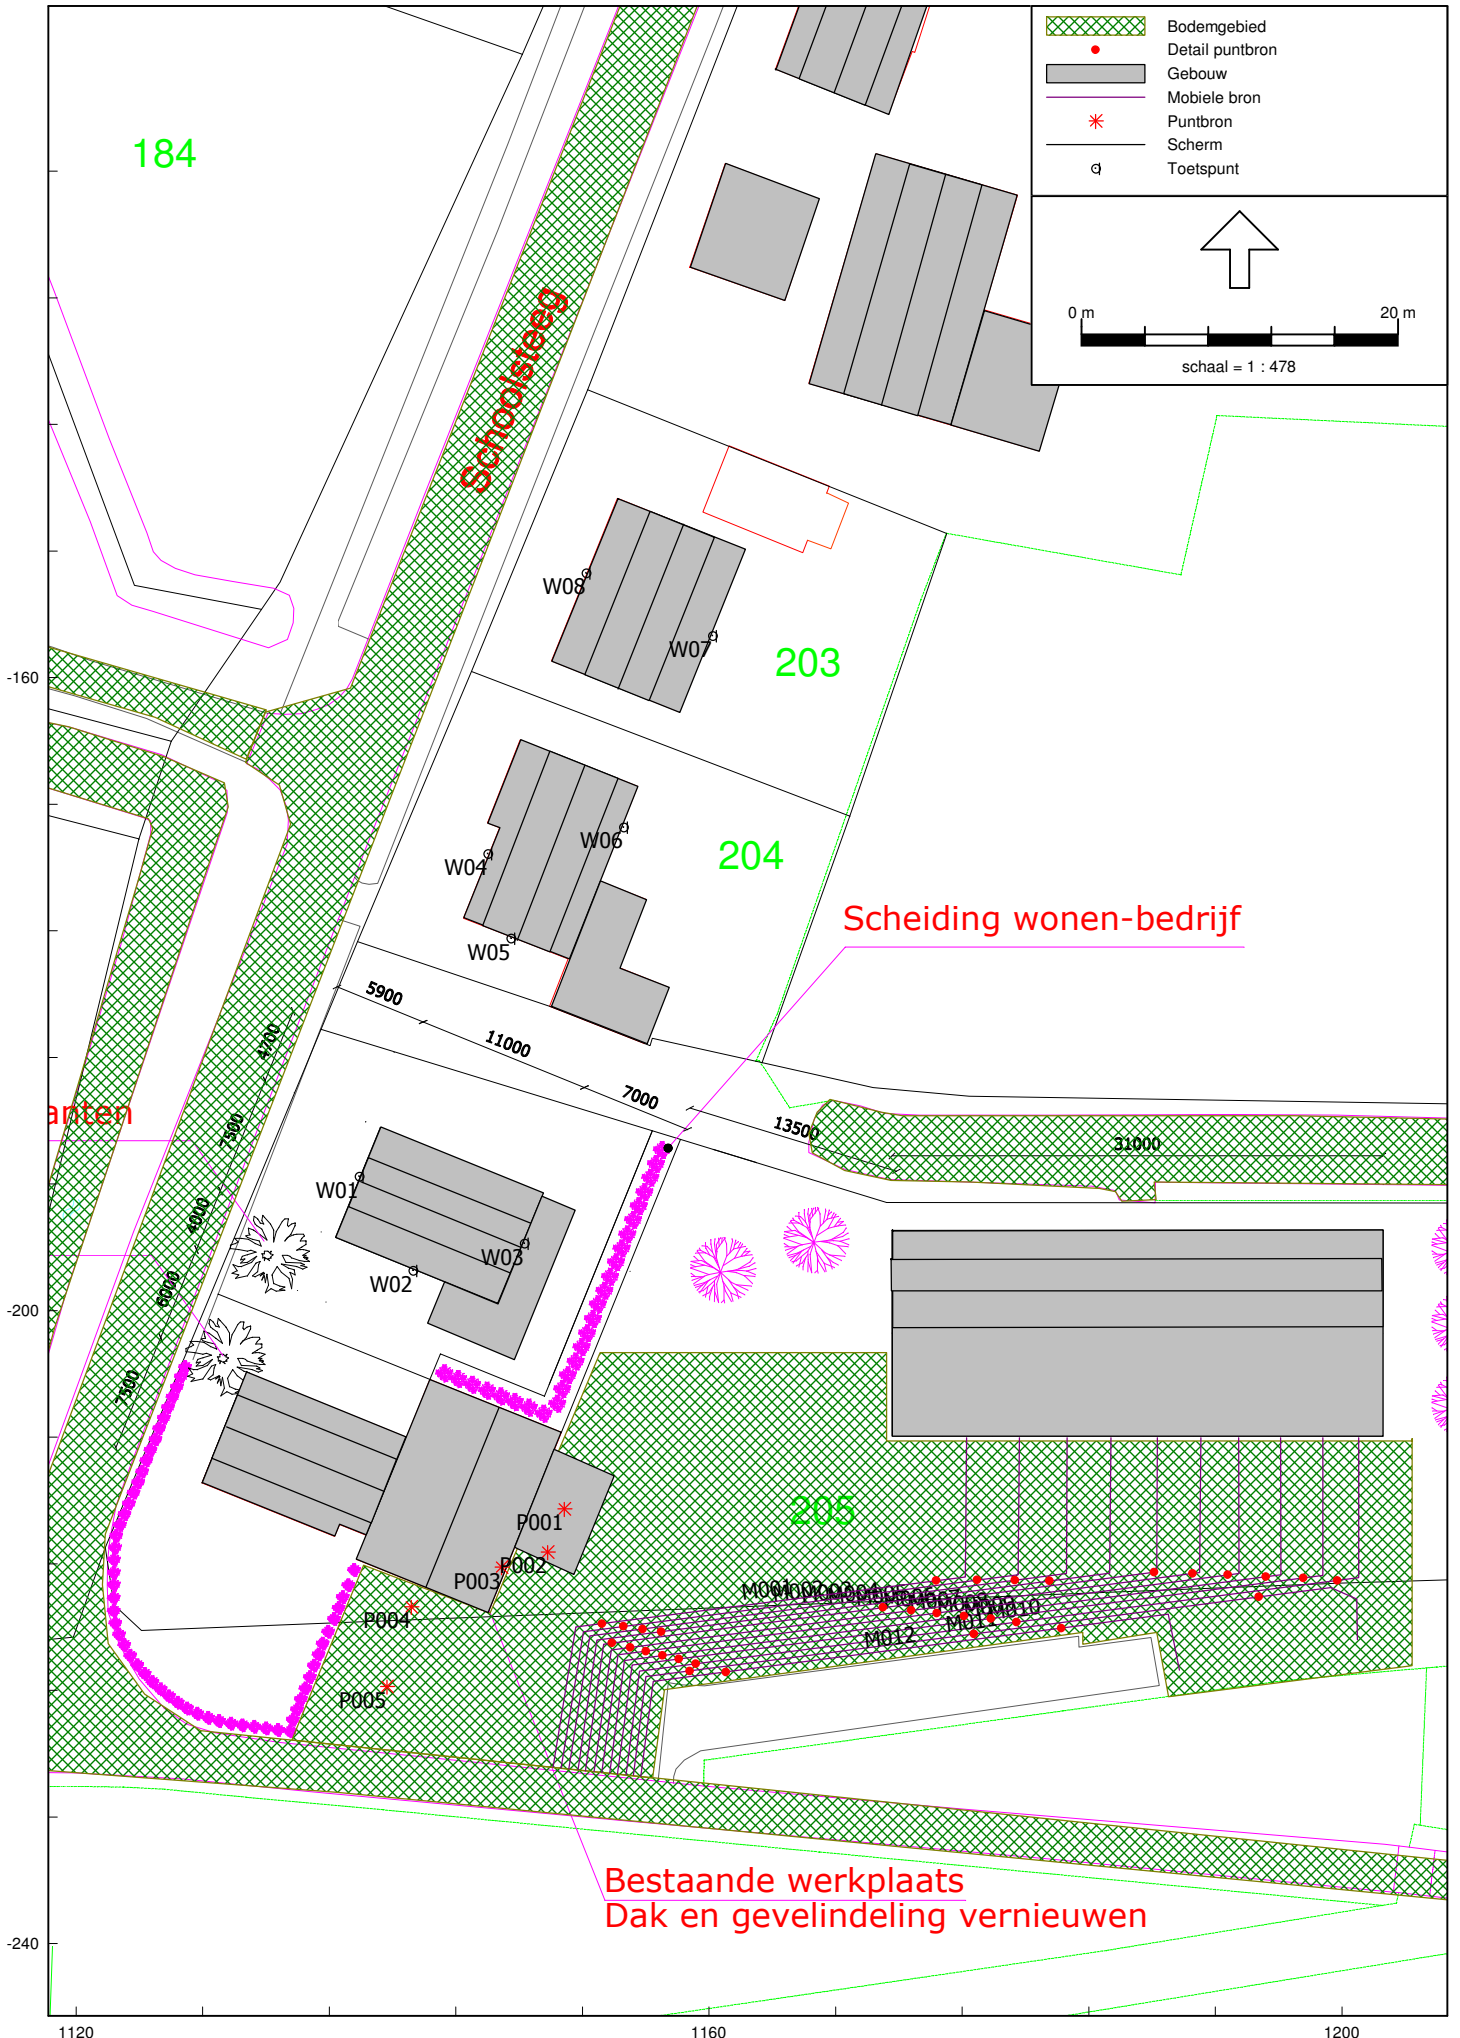 Bodemgebied
Detail puntbron
Gebouw
Mobiele bron
Puntbron
Scherm
Toetspunt
0 m 20 m
schaal = 1 : 478
184
Schoolsteeg
W08
W07
203
-160
W06
W04
204
W05
Scheiding wonen-bedrijf
5900
11000
7000
13500
31000
4700
7500
4000
6000
7500
anten
W01
W03
W02
-200
205
P001
P002
P003
P004
P005
M001
M010
M011
M012
Bestaande werkplaats
Dak en gevelindeling vernieuwen
-240
1120 1160 1200